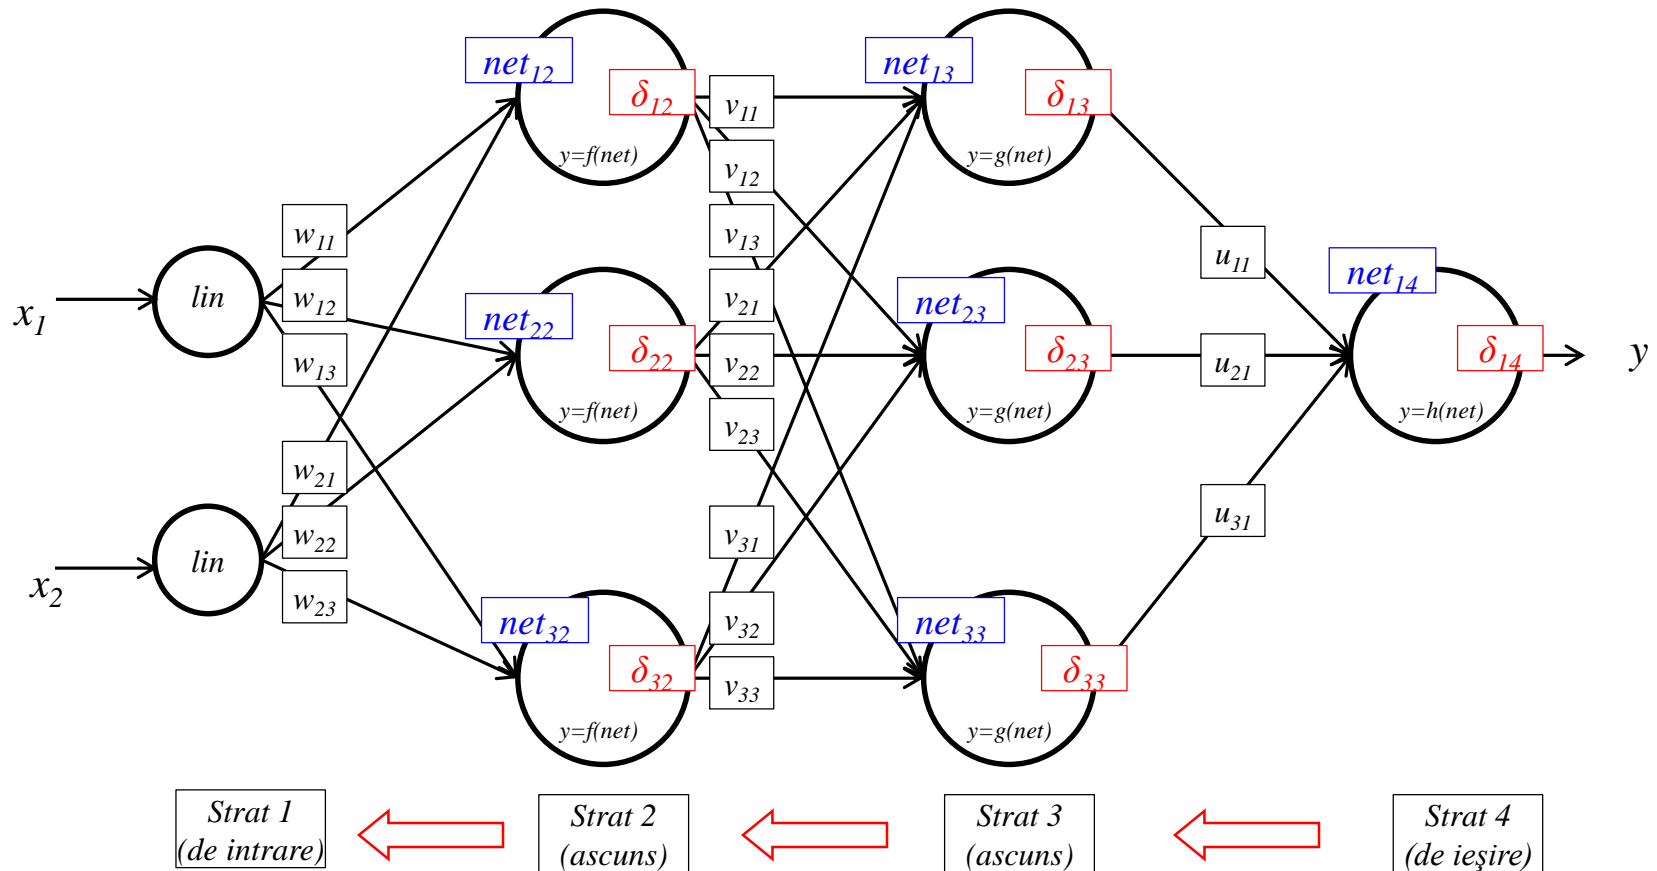 net12
δ12
y=f(net)
net13
δ13
y=g(net)
v11
v12
v13
v21
v22
v23
v31
v32
v33
w11
w12
w13
w21
w22
w23
x1
lin
x2
lin
net22
δ22
y=f(net)
net23
δ23
y=g(net)
net32
δ32
y=f(net)
net33
δ33
y=g(net)
u11
u21
u31
net14
δ14
y=h(net)
y
Strat 1
(de intrare)
Strat 2
(ascuns)
Strat 3
(ascuns)
Strat 4
(de ieşire)